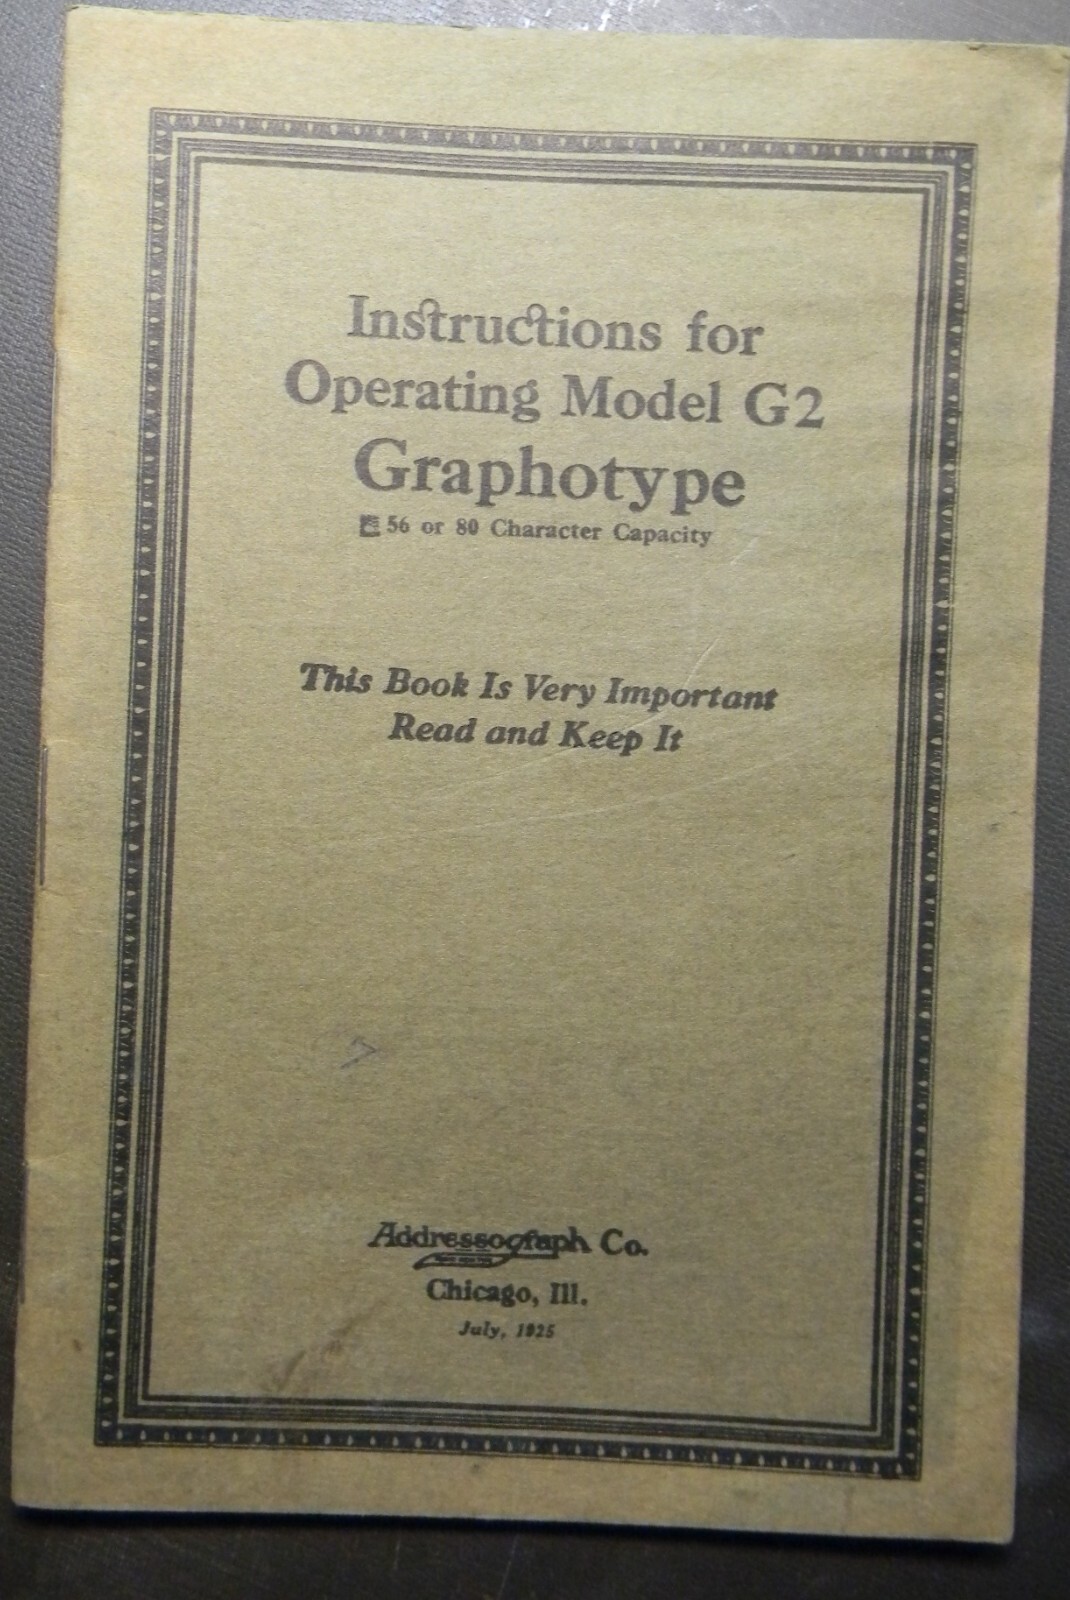 Instructions for
Operating Model G2
Graphotype
56 or 80 Character Capacity
This Book Is Very Important
Read and Keep It
Addressograph Co.
Chicago, Ill.
July, 1925